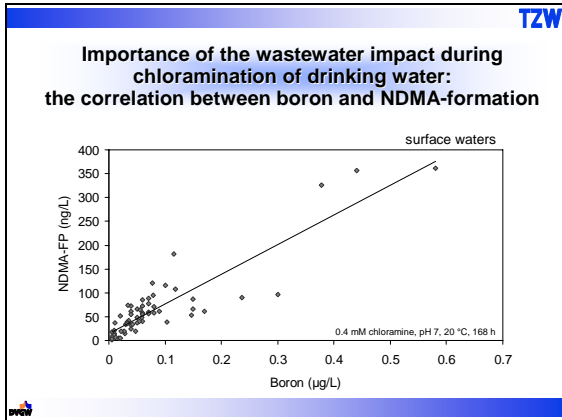 TZW
Importance of the wastewater impact during
chloramination of drinking water:
the correlation between boron and NDMA-formation
surface waters
NDMA-FP (ng/L)
400
350
300
250
200
150
100
50
0
0.4 mM chloramine, pH 7, 20 °C, 168 h
0 0.1 0.2 0.3 0.4 0.5 0.6 0.7
Boron (µg/L)
DVGW